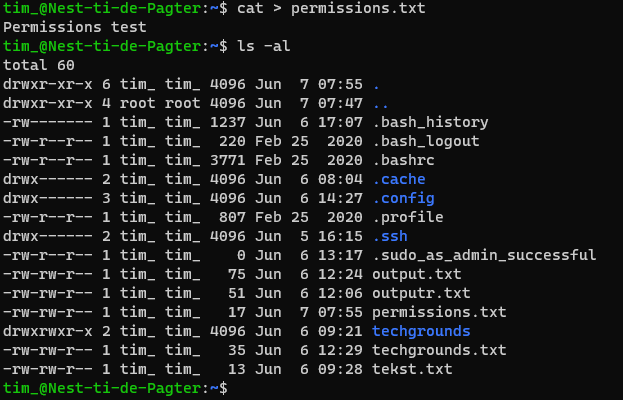 tim_@Nest-ti-de-Pagter:~$ cat > permissions.txt
Permissions test
tim_@Nest-ti-de-Pagter:~$ ls -al
total 60
drwxr-xr-x 6 tim_ tim_ 4096 Jun  7 07:55 .
drwxr-xr-x 4 root root 4096 Jun  7 07:47 ..
-rw------- 1 tim_ tim_ 1237 Jun  6 17:07 .bash_history
-rw-r--r-- 1 tim_ tim_  220 Feb 25  2020 .bash_logout
-rw-r--r-- 1 tim_ tim_ 3771 Feb 25  2020 .bashrc
drwx------ 2 tim_ tim_ 4096 Jun  6 08:04 .cache
drwx------ 3 tim_ tim_ 4096 Jun  6 14:27 .config
-rw-r--r-- 1 tim_ tim_  807 Feb 25  2020 .profile
drwx------ 2 tim_ tim_ 4096 Jun  5 16:15 .ssh
-rw-r--r-- 1 tim_ tim_    0 Jun  6 13:17 .sudo_as_admin_successful
-rw-rw-r-- 1 tim_ tim_   75 Jun  6 12:24 output.txt
-rw-rw-r-- 1 tim_ tim_   51 Jun  6 12:06 outputr.txt
-rw-rw-r-- 1 tim_ tim_   17 Jun  7 07:55 permissions.txt
drwxrwxr-x 2 tim_ tim_ 4096 Jun  6 09:21 techgrounds
-rw-rw-r-- 1 tim_ tim_   35 Jun  6 12:29 techgrounds.txt
-rw-rw-r-- 1 tim_ tim_   13 Jun  6 09:28 tekst.txt
tim_@Nest-ti-de-Pagter:~$